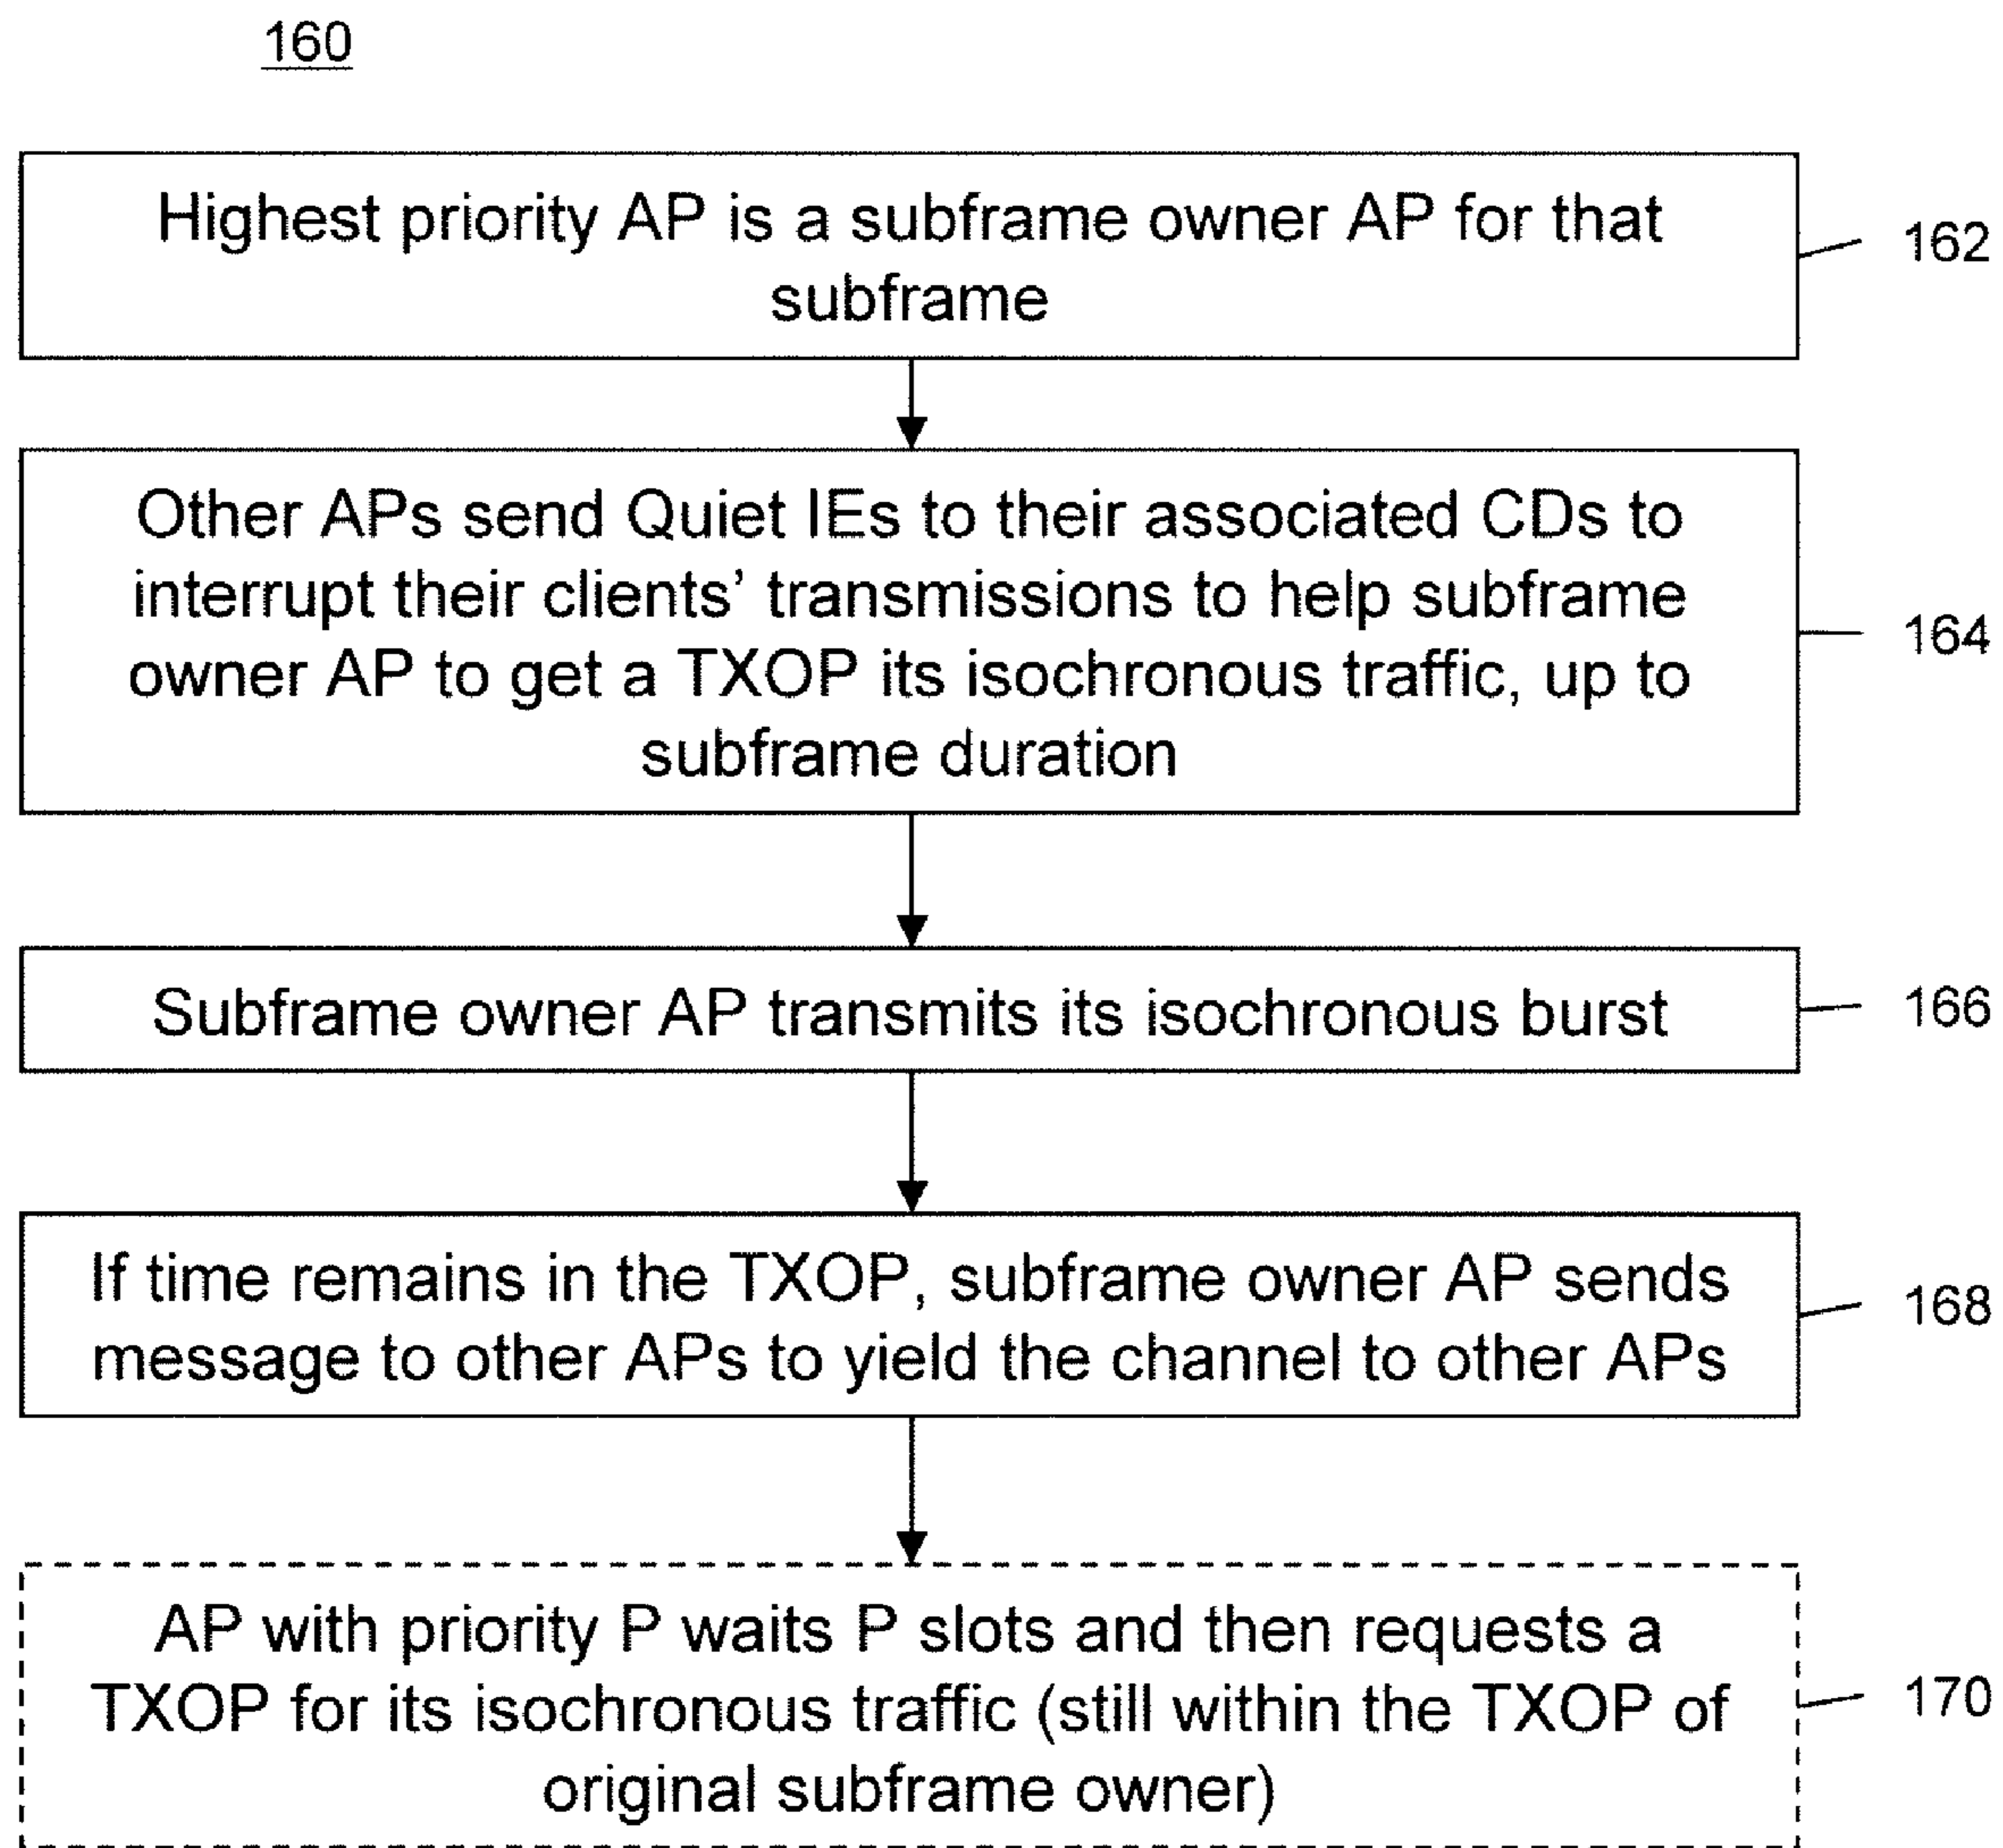 160
Highest priority AP is a subframe owner AP for that
subframe
162
Other APs send Quiet IEs to their associated CDs to
interrupt their clients’ transmissions to help subframe
owner AP to get a TXOP its isochronous traffic, up to
subframe duration
164
Subframe owner AP transmits its isochronous burst
166
If time remains in the TXOP, subframe owner AP sends
message to other APs to yield the channel to other APs
168
AP with priority P waits P slots and then requests a
TXOP for its isochronous traffic (still within the TXOP of
original subframe owner)
170